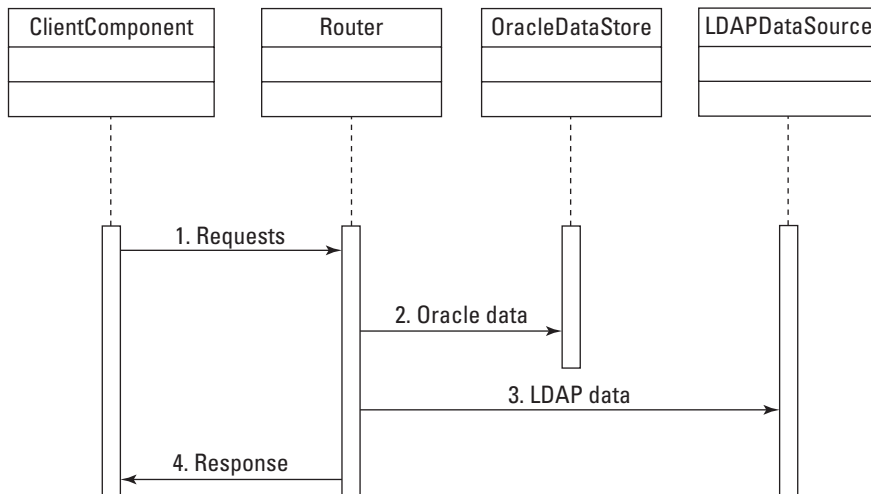 ClientComponent
Router
OracleDataStore
LDAPDataSource
1. Requests
2. Oracle data
3. LDAP data
4. Response